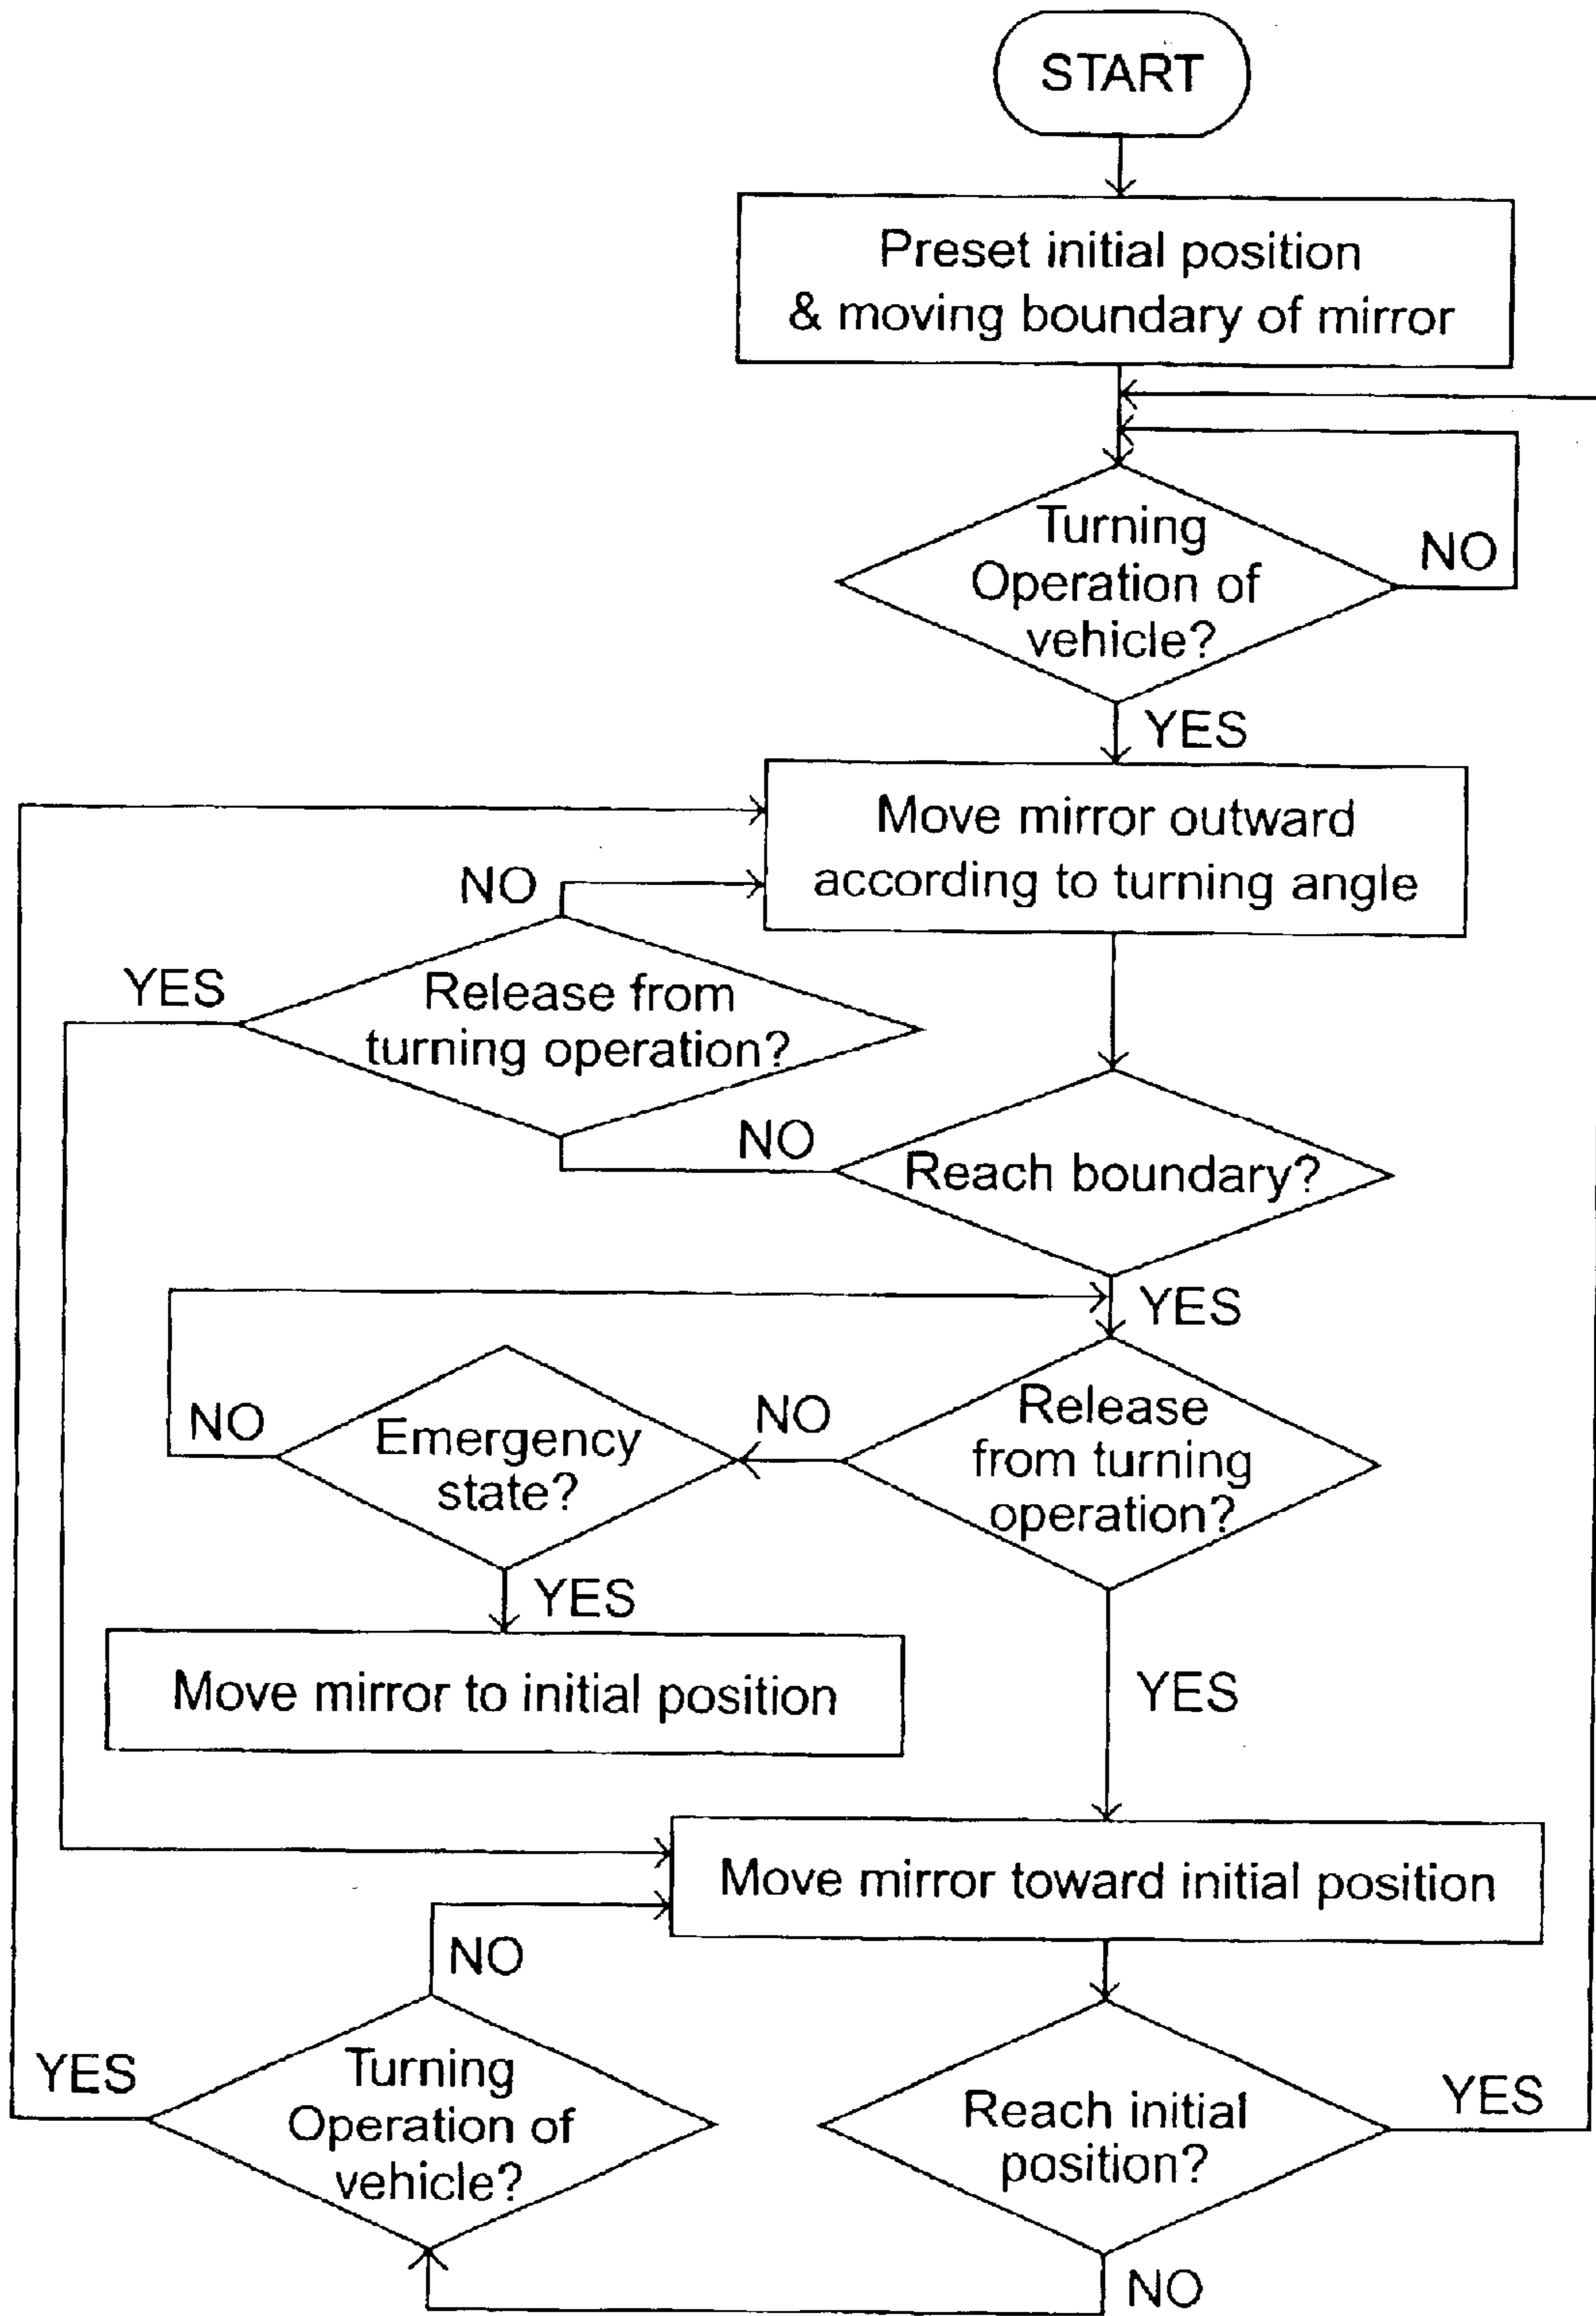 START
Preset initial position
& moving boundary of mirror
Turning
Operation of
vehicle?
NO
YES
Move mirror outward
according to turning angle
NO
YES
Release from
turning operation?
NO
Reach boundary?
YES
Release
from turning
operation?
NO
Emergency
state?
NO
YES
Move mirror to initial position
YES
Move mirror toward initial position
NO
YES
Turning
Operation of
vehicle?
Reach initial
position?
YES
NO